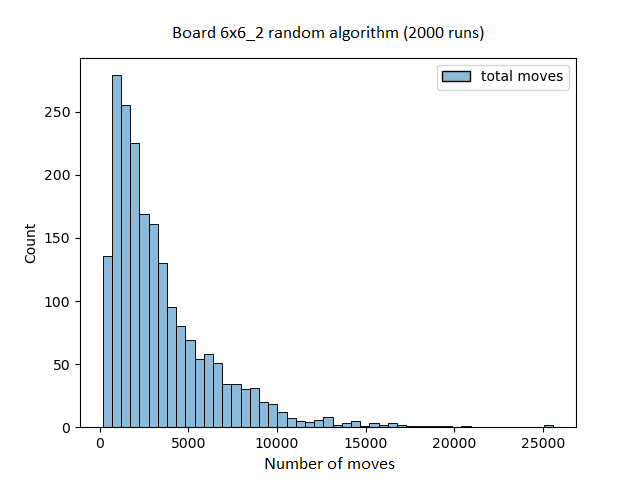 Board 6x6_2 random algorithm (2000 runs)
total moves
250
200
150
100
50
0
Count
0 5000 10000 15000 20000 25000
Number of moves